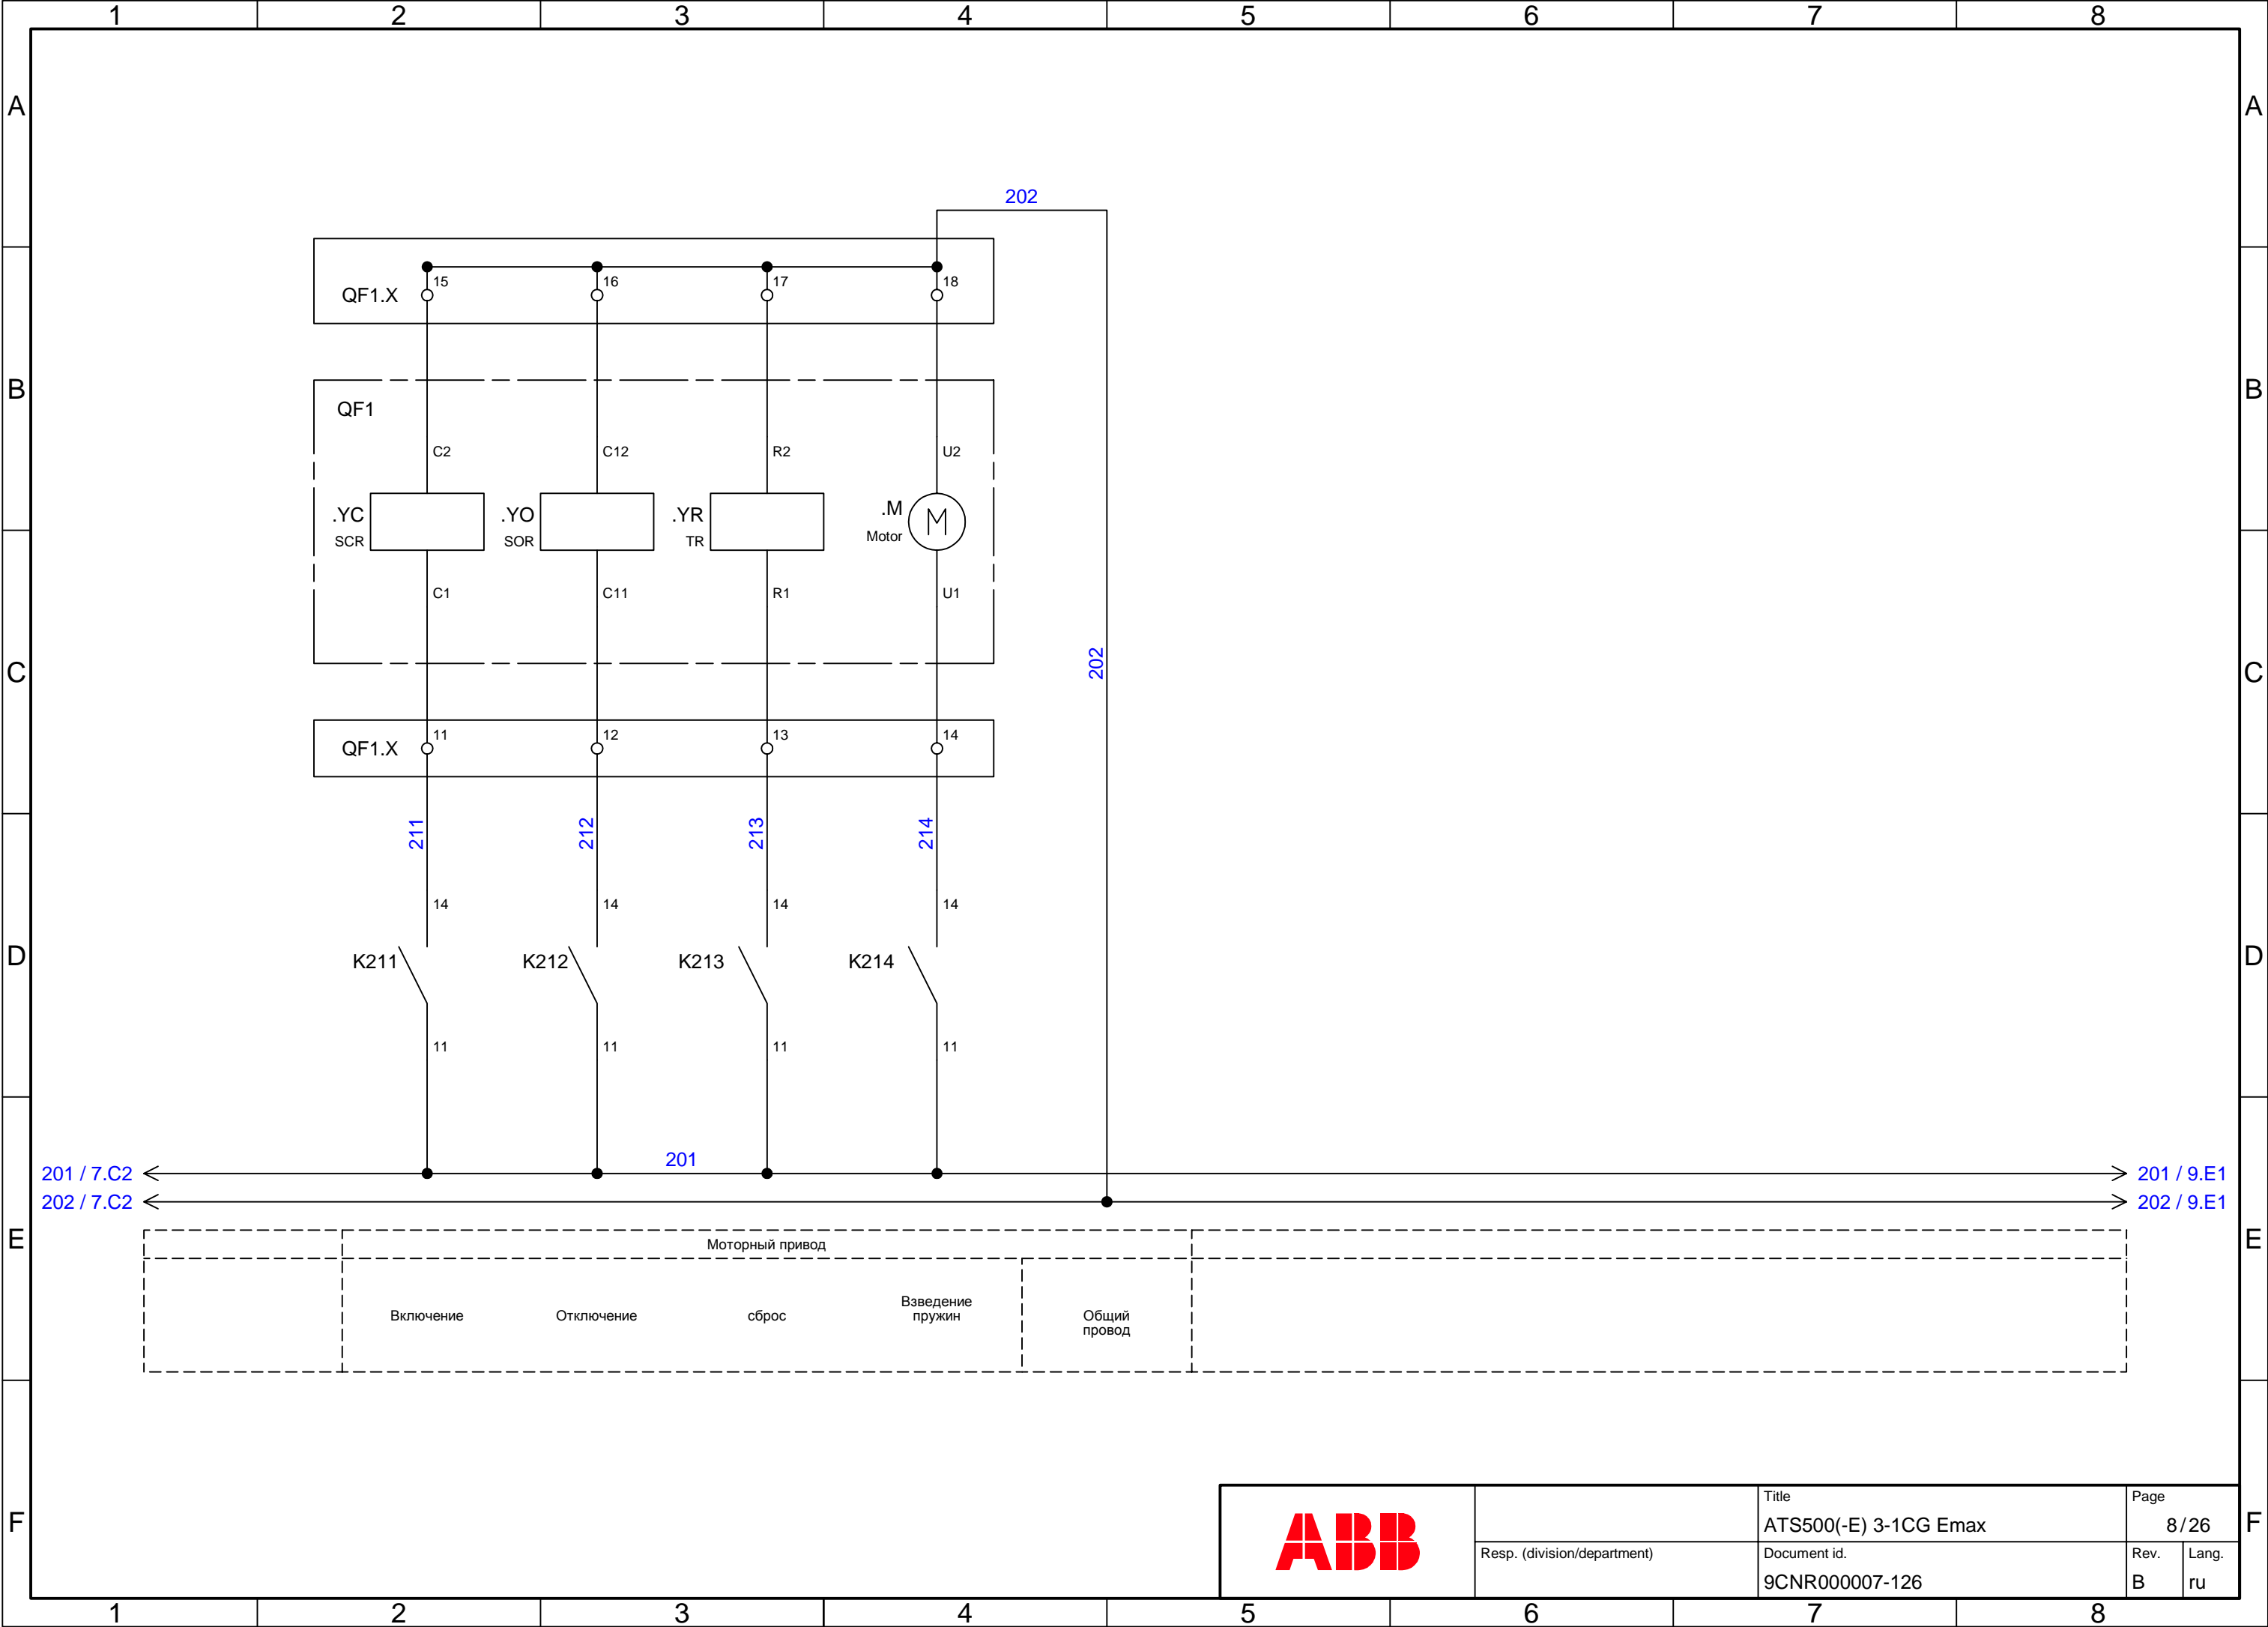 1 2 3 4 5 6 7 8
A A
202
15 16 17 18
QF1.X
B B
QF1
C2 C12 R2 U2
.YC .YO .YR .M M
SCR SOR TR Motor
C1 C11 R1 U1
202
C C
11 12 13 14
QF1.X
211 212 213 214
14 14 14 14
D D
K211 K212 K213 K214
11 11 11 11
201
201 / 7.C2 201 / 9.E1
202 / 7.C2 202 / 9.E1
E E
Моторный привод
Включение Отключение сброс Взведение
пружин
Общий
провод
F F
ABB
Title
ATS500(-E) 3-1CG Emax
Page
8/26
Resp. (division/department)
Document id.
9CNR000007-126
Rev.
B
Lang.
ru
1 2 3 4 5 6 7 8